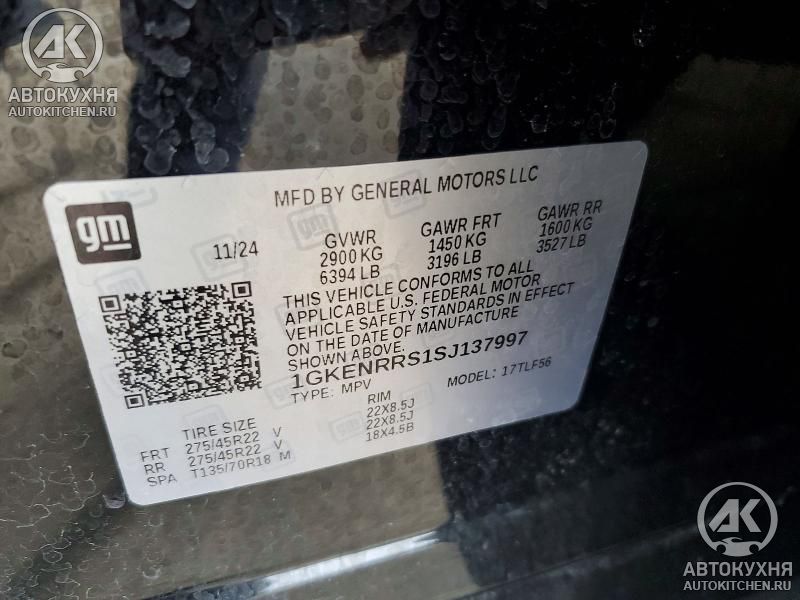 АК
АВТОКУХНЯ
AUTOKITCHEN.RU
MFD BY GENERAL MOTORS LLC
gm
11/24
GVWR
2900 KG
6394 LB
GAWR FRT
1450 KG
3196 LB
GAWR RR
1600 KG
3527 LB
THIS VEHICLE CONFORMS TO ALL
APPLICABLE U.S. FEDERAL MOTOR
VEHICLE SAFETY STANDARDS IN EFFECT
ON THE DATE OF MANUFACTURE
SHOWN ABOVE.
1GKENRRS1SJ137997
TYPE: MPV MODEL: 17TLF56
TIRE SIZE RIM
FRT 275/45R22 V 22X8.5J
RR 275/45R22 V 22X8.5J
SPA T135/70R18 M 18X4.5B
АК
АВТОКУХНЯ
AUTOKITCHEN.RU